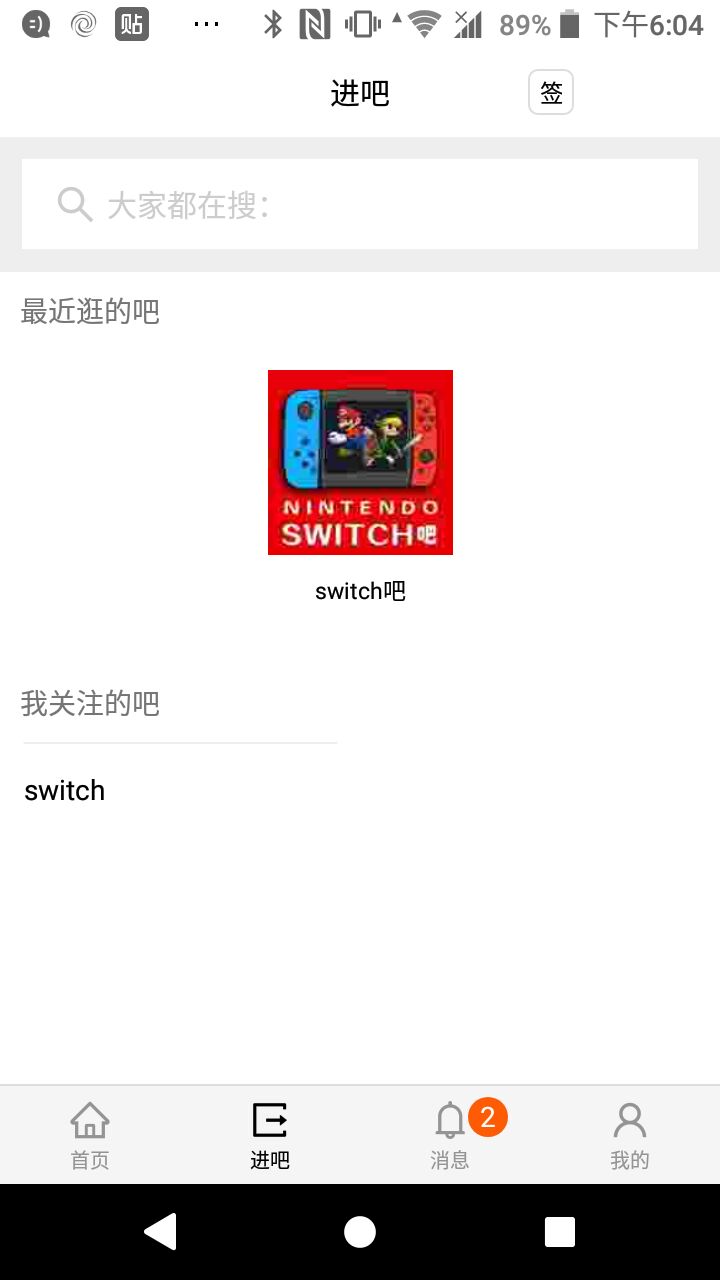 贴 ... 89% 下午6:04
进吧 签
大家都在搜:
最近逛的吧
NINTENDO
SWITCH吧
switch吧
我关注的吧
switch
2
首页 进吧 消息 我的